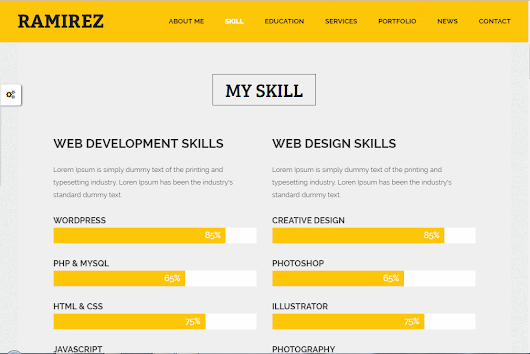 RAMIREZ
ABOUT ME SKILL EDUCATION SERVICES PORTFOLIO NEWS CONTACT
MY SKILL
WEB DEVELOPMENT SKILLS
Lorem Ipsum is simply dummy text of the printing and
typesetting industry. Loren Ipsum has been the industry's
standard dummy text.
WORDPRESS
85%
PHP & MYSQL
65%
HTML & CSS
75%
JAVASCRIPT
WEB DESIGN SKILLS
Lorem Ipsum is simply dummy text of the printing and
typesetting industry. Loren Ipsum has been the industry's
standard dummy text.
CREATIVE DESIGN
85%
PHOTOSHOP
65%
ILLUSTRATOR
75%
PHOTOGRAPHY